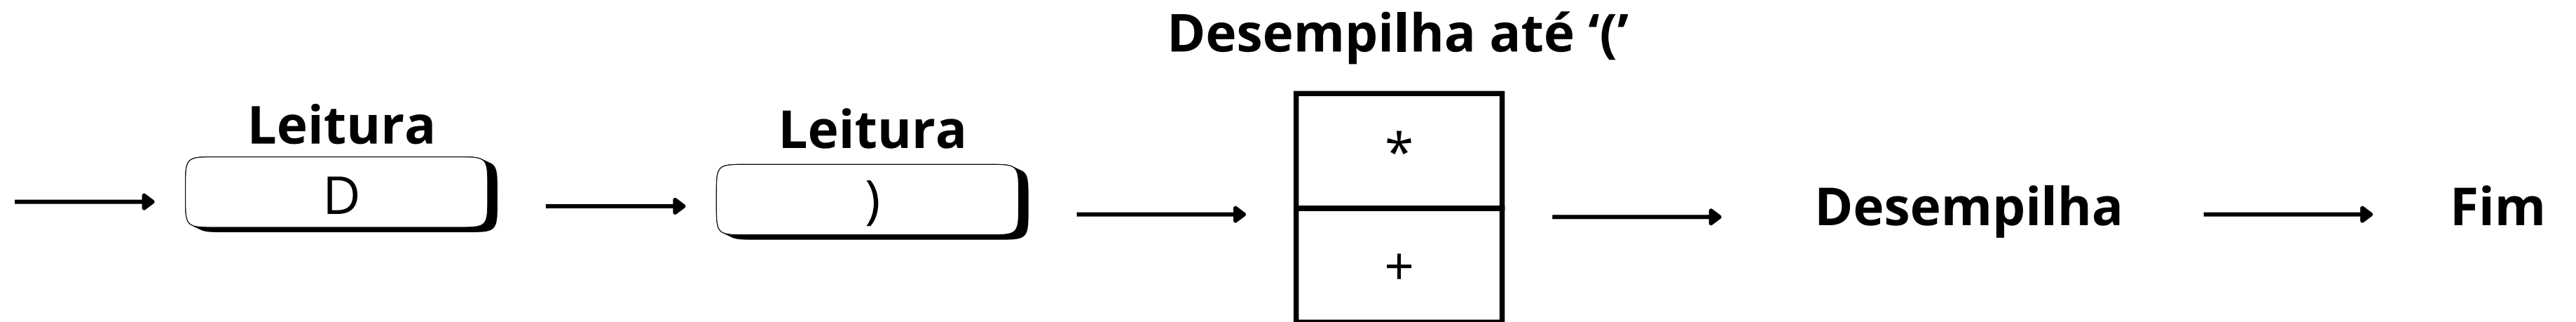 Leitura
D
Leitura
)
Desempilha até ‘(’
*
+
Desempilha
Fim